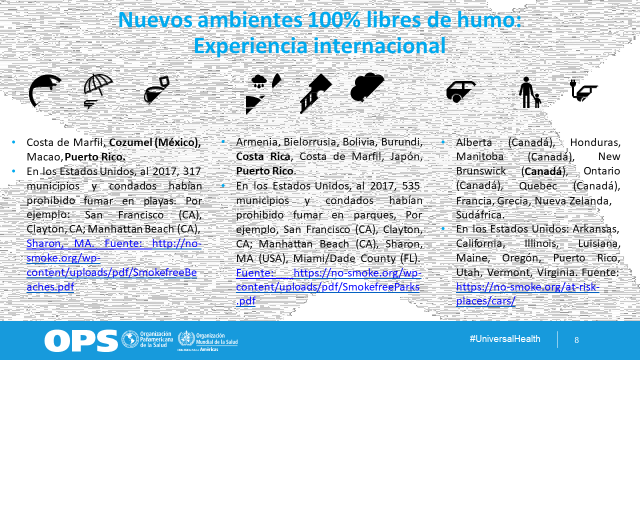 Nuevos ambientes 100% libres de humo:
Experiencia internacional
• Costa de Marfil, Cozumel (México),
Macao, Puerto Rico.
• En los Estados Unidos, al 2017, 317
municipios y condados habían
prohibido fumar en playas. Por
ejemplo: San Francisco (CA),
Clayton, CA; Manhattan Beach (CA),
Sharon, MA. Fuente: http://no-
smoke.org/wp-
content/uploads/pdf/SmokefreeBe
aches.pdf
• Armenia, Bielorrusia, Bolivia, Burundi,
Costa Rica, Costa de Marfil, Japón,
Puerto Rico.
• En los Estados Unidos, al 2017, 535
municipios y condados habían
prohibido fumar en parques, Por
ejemplo, San Francisco (CA), Clayton,
CA; Manhattan Beach (CA), Sharon,
MA (USA), Miami/Dade County (FL).
Fuente: https://no-smoke.org/wp-
content/uploads/pdf/SmokefreeParks
.pdf
• Alberta (Canadá), Honduras,
Manitoba (Canadá), New
Brunswick (Canadá), Ontario
(Canadá), Quebec (Canadá),
Francia, Grecia, Nueva Zelanda,
Sudáfrica.
• En los Estados Unidos: Arkansas,
California, Illinois, Luisiana,
Maine, Oregón, Puerto Rico,
Utah, Vermont, Virginia. Fuente:
https://no-smoke.org/at-risk-
places/cars/
OPS
Organización
Panamericana
de la Salud
Organización
Mundial de la Salud
Américas
#UniversalHealth
8